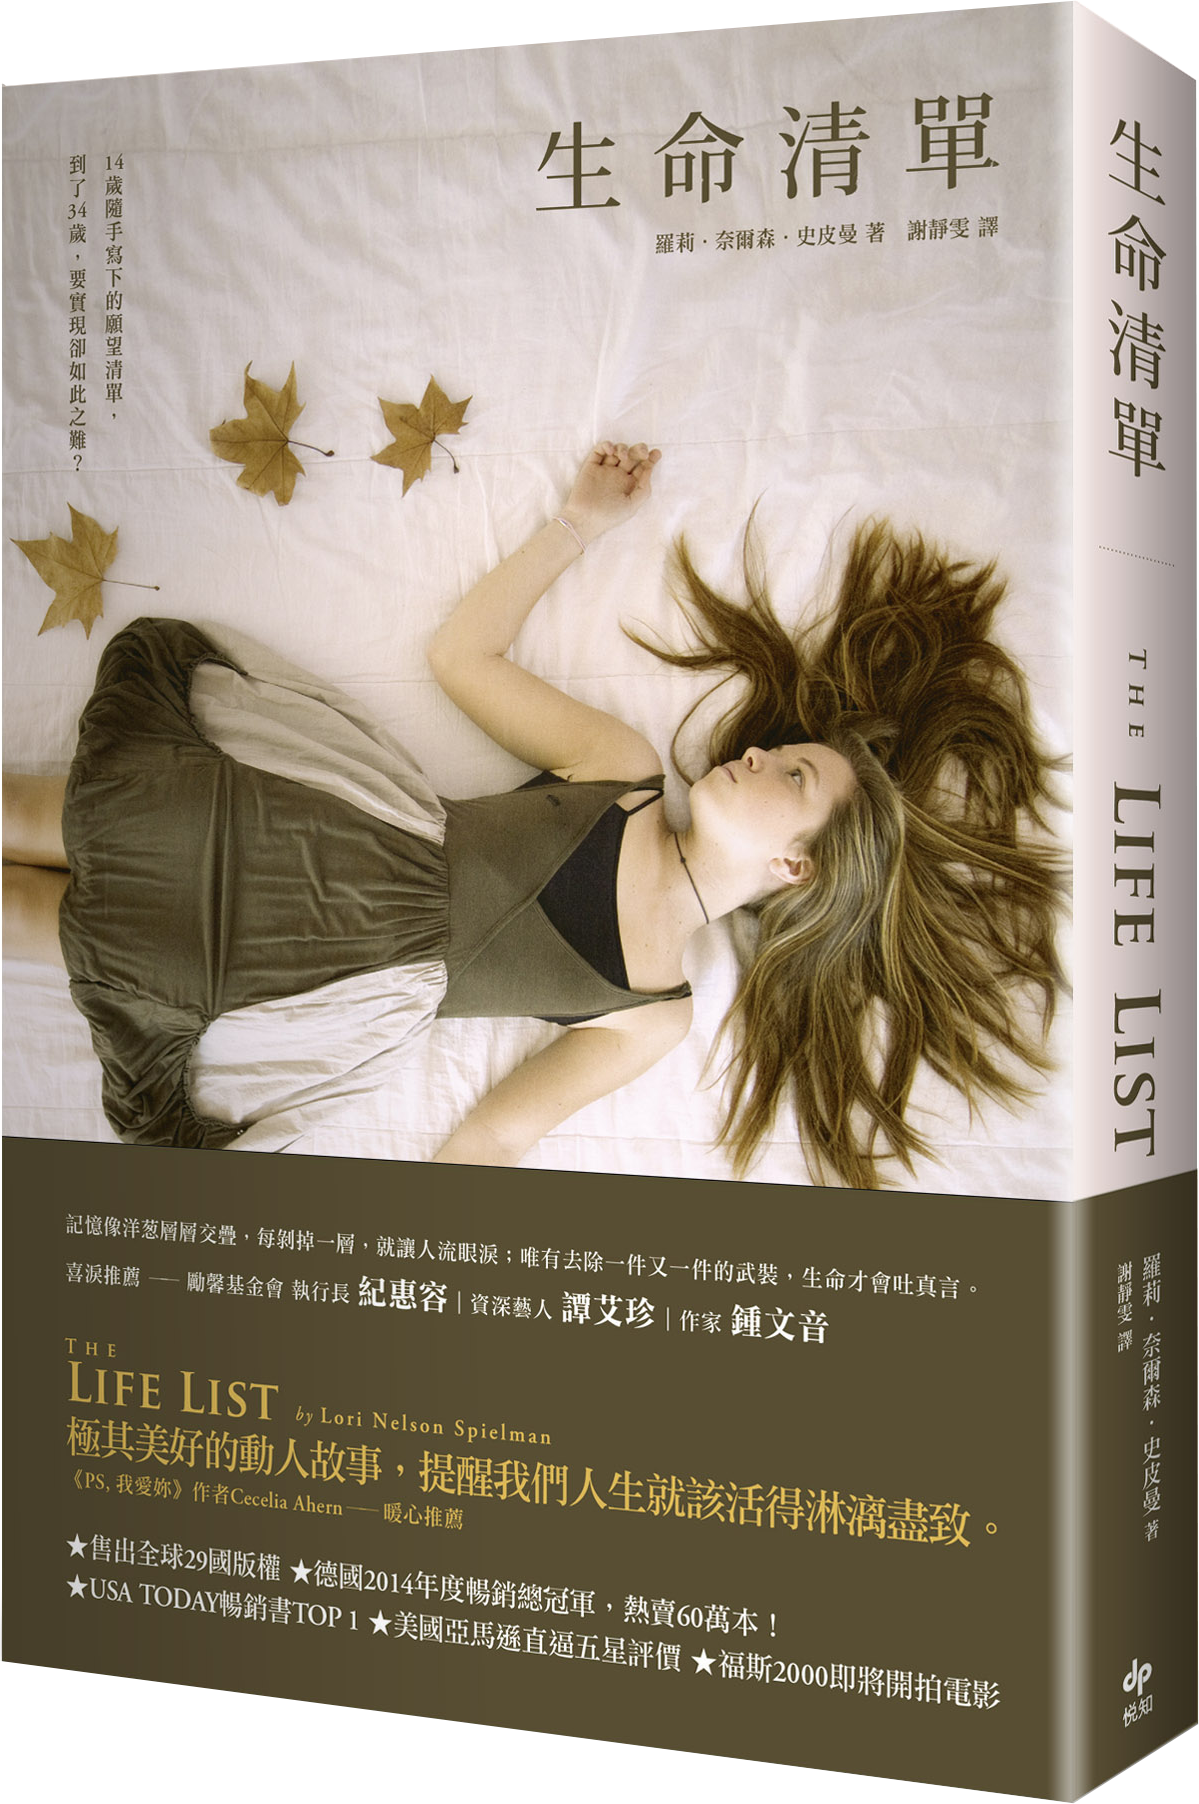 生命清單
羅莉．奈爾森．史皮曼 著　謝靜雯 譯
14歲隨手寫下的願望清單，
到了34歲，要實現卻如此之難？
記憶像洋葱層層交疊，每剝掉一層，就讓人流眼淚；唯有去除一件又一件的武裝，生命才會吐真言。
喜淚推薦 —— 勵馨基金會 執行長 紀惠容｜資深藝人 譚艾珍｜作家 鍾文音
THE
LIFE LIST by Lori Nelson Spielman
極其美好的動人故事，提醒我們人生就該活得淋漓盡致。
《PS, 我愛妳》作者Cecelia Ahern —— 暖心推薦
★售出全球29國版權 ★德國2014年度暢銷總冠軍，熱賣60萬本！
★USA TODAY暢銷書TOP 1 ★美國亞馬遜直逼五星評價 ★福斯2000即將開拍電影
生命清單
THE LIFE LIST
羅莉．奈爾森．史皮曼 著
謝靜雯 譯
dp
悦知